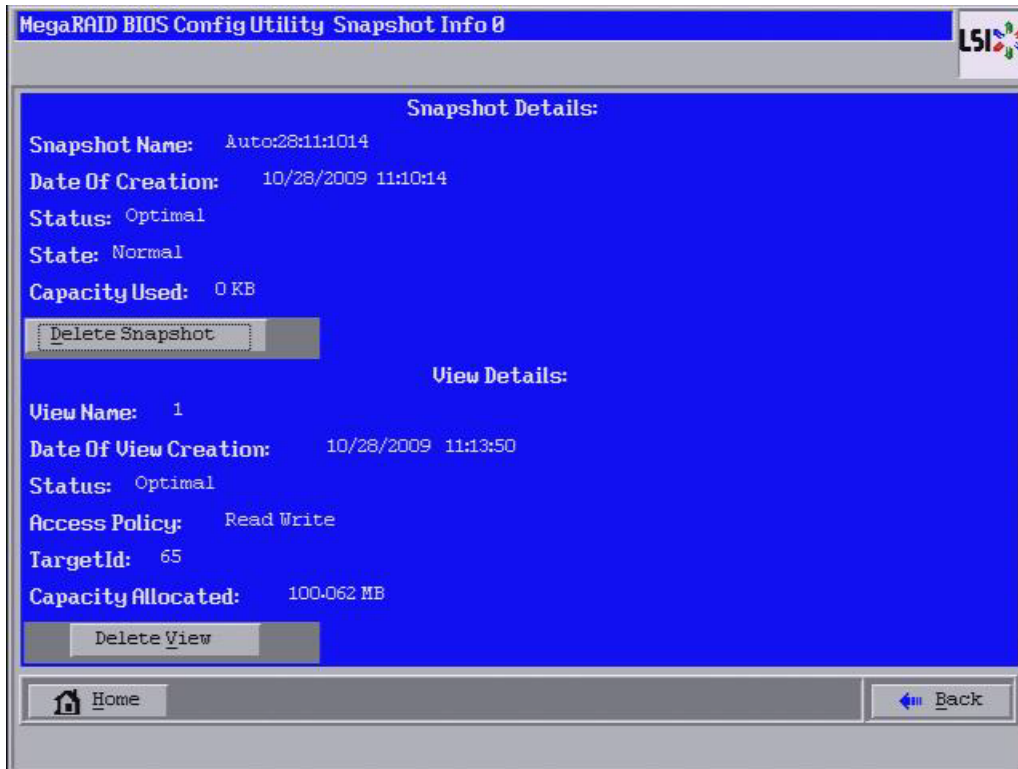 MegaRAID BIOS Config Utility Snapshot Info 0
LSI
Snapshot Details:
Snapshot Name: Auto:28:11:1014
Date Of Creation: 10/28/2009 11:10:14
Status: Optimal
State: Normal
Capacity Used: 0 KB
Delete Snapshot
View Details:
View Name: 1
Date Of View Creation: 10/28/2009 11:13:50
Status: Optimal
Access Policy: Read Write
TargetId: 65
Capacity Allocated: 100.062 MB
Delete View
Home Back